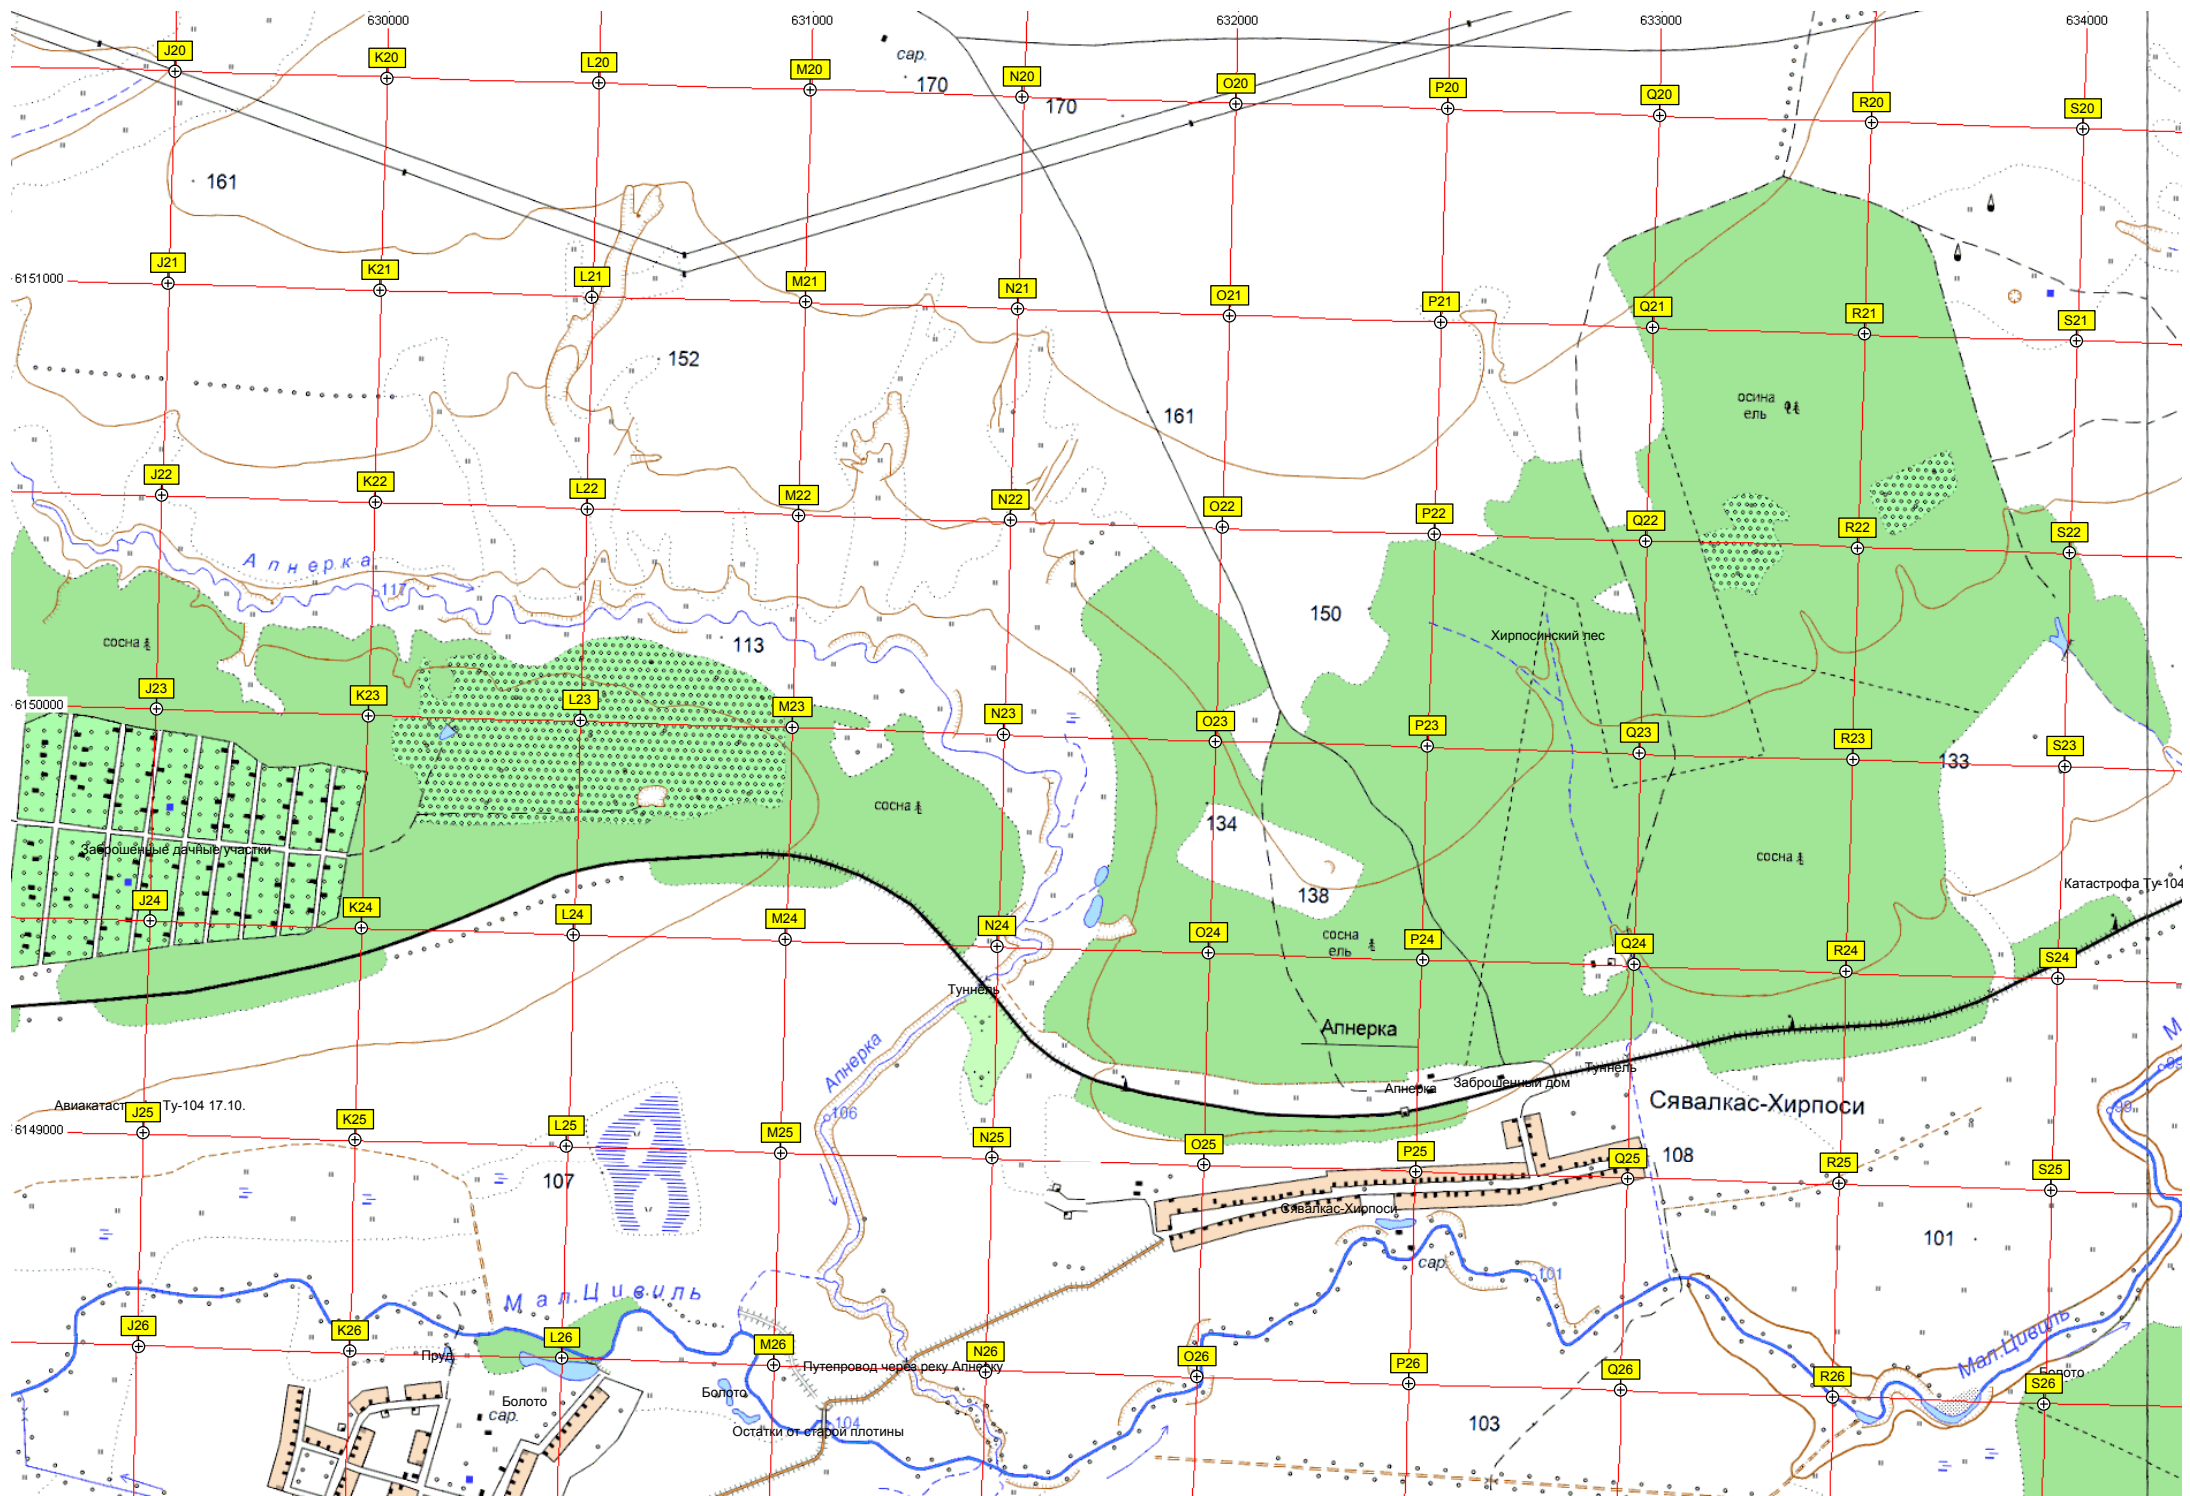 630000 631000 632000 633000 634000
J20 K20 L20 M20 N20 O20 P20 Q20 R20 S20
сар.
170
170
161
6151000
J21 K21 L21 M21 N21 O21 P21 Q21 R21 S21
152
161
осина
ель
J22 K22 L22 M22 N22 O22 P22 Q22 R22 S22
Апнерка
117
150
Хирпосинский лес
сосна
113
6150000
J23 K23 L23 M23 N23 O23 P23 Q23 R23 S23
133
сосна
134
Заброшенные дачные участки
сосна
138
Катастрофа Ту-104
J24 K24 L24 M24 N24 O24 P24 Q24 R24 S24
сосна
ель
Туннель
Апнерка
Апнерка
Туннель
Апнерка
Заброшенный дом
Сявалкас-Хирпоси
Авиакатаст
Ту-104 17.10.
106
99
6149000
J25 K25 L25 M25 N25 O25 P25 Q25 R25 S25
108
107
Сявалкас-Хирпоси
101
сар.
101
Мал.Цивиль
Мал.Цивиль
J26 K26 L26 M26 N26 O26 P26 Q26 R26 S26
Пруд
Путепровод через реку Апнерку
Болото
Болото
Болото
сар.
104
103
Остатки от старой плотины